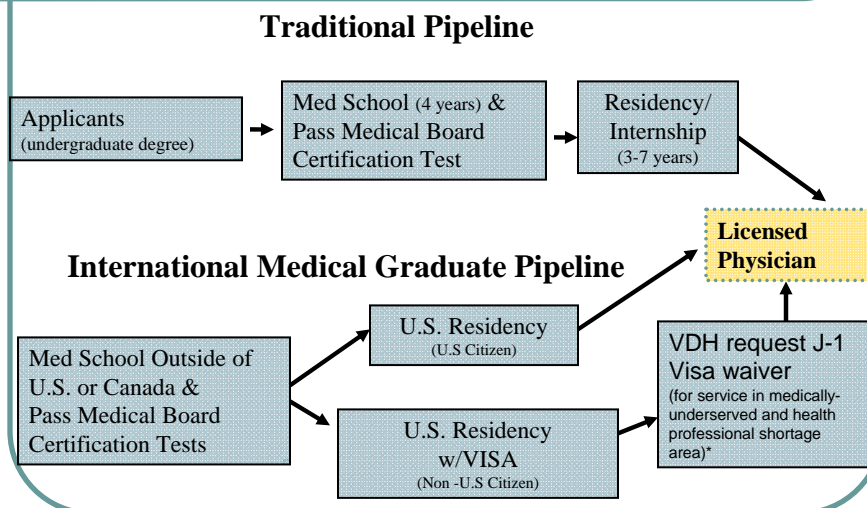 Traditional Pipeline
Applicants
(undergraduate degree)
Med School (4 years) &
Pass Medical Board
Certification Test
Residency/
Internship
(3-7 years)
Licensed
Physician
International Medical Graduate Pipeline
Med School Outside of
U.S. or Canada &
Pass Medical Board
Certification Tests
U.S. Residency
(U.S Citizen)
U.S. Residency
w/VISA
(Non -U.S Citizen)
VDH request J-1
Visa waiver
(for service in medically-
underserved and health
professional shortage
area)*